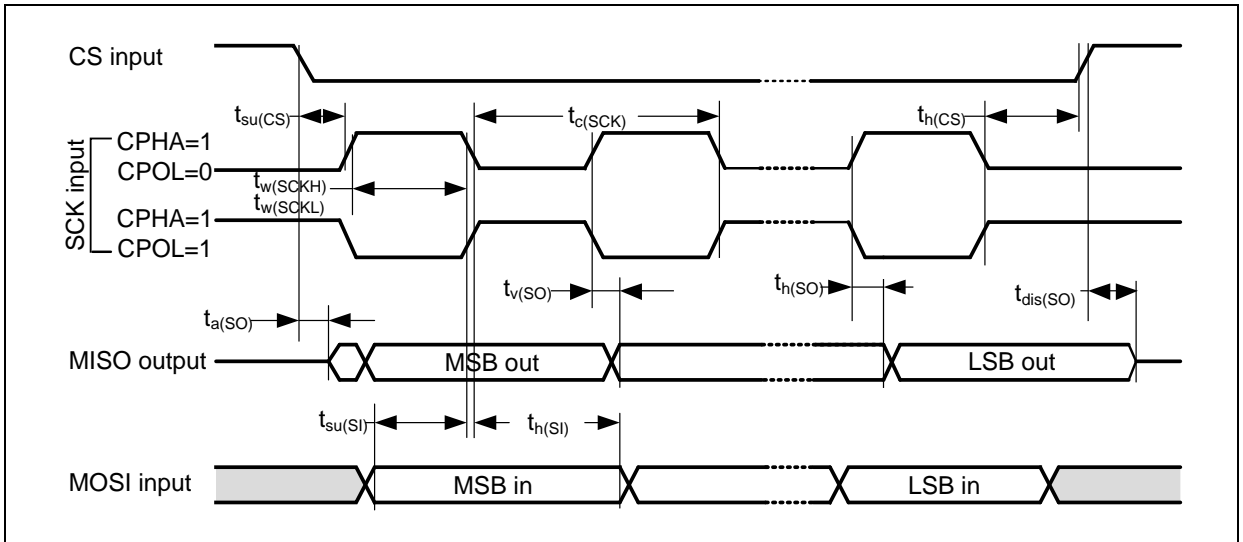 CS input
tsu(CS)
tc(SCK)
th(CS)
SCK input
CPHA=1
CPOL=0
tw(SCKH)
tw(SCKL)
CPHA=1
CPOL=1
tv(SO)
th(SO)
tdis(SO)
ta(SO)
MISO output
MSB out
LSB out
tsu(SI)
th(SI)
MOSI input
MSB in
LSB in